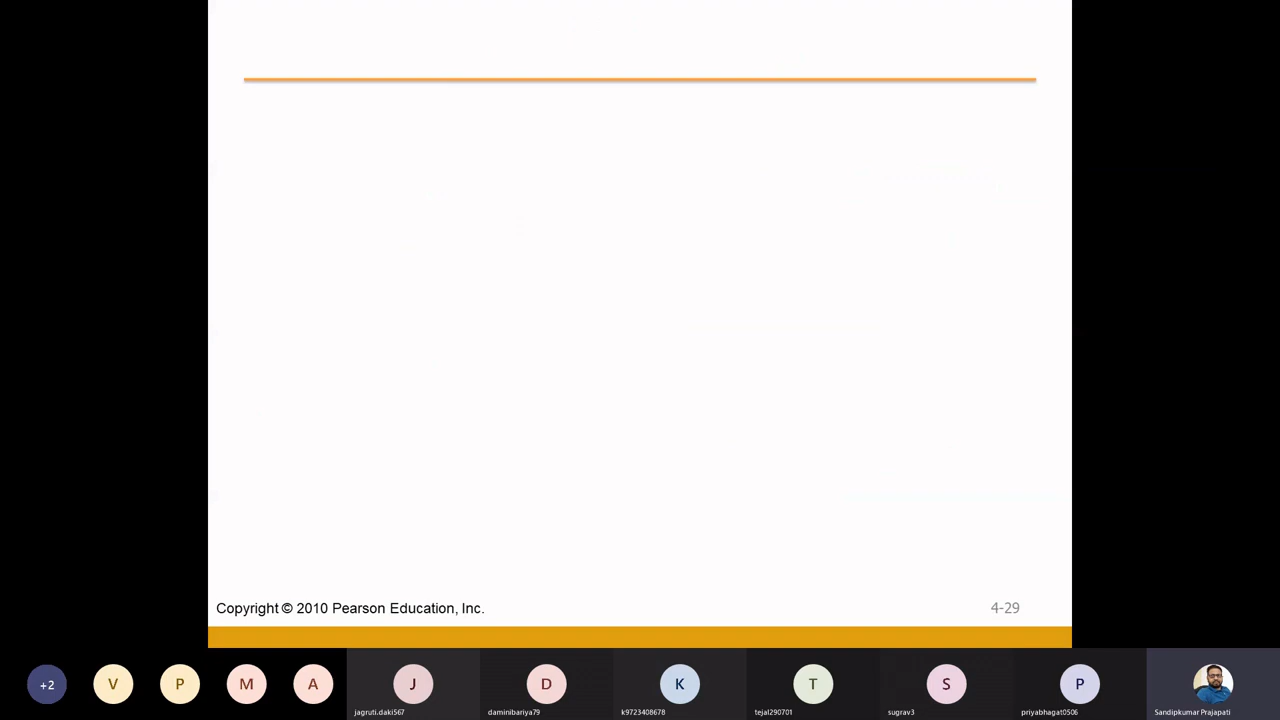 Copyright © 2010 Pearson Education, Inc.
4-29
+2
V
P
M
A
J
D
K
T
S
P
jagruti.daki567
daminibariya79
k9723408678
tejal290701
sugrav3
priyabhagat0506
Sandipkumar Prajapati